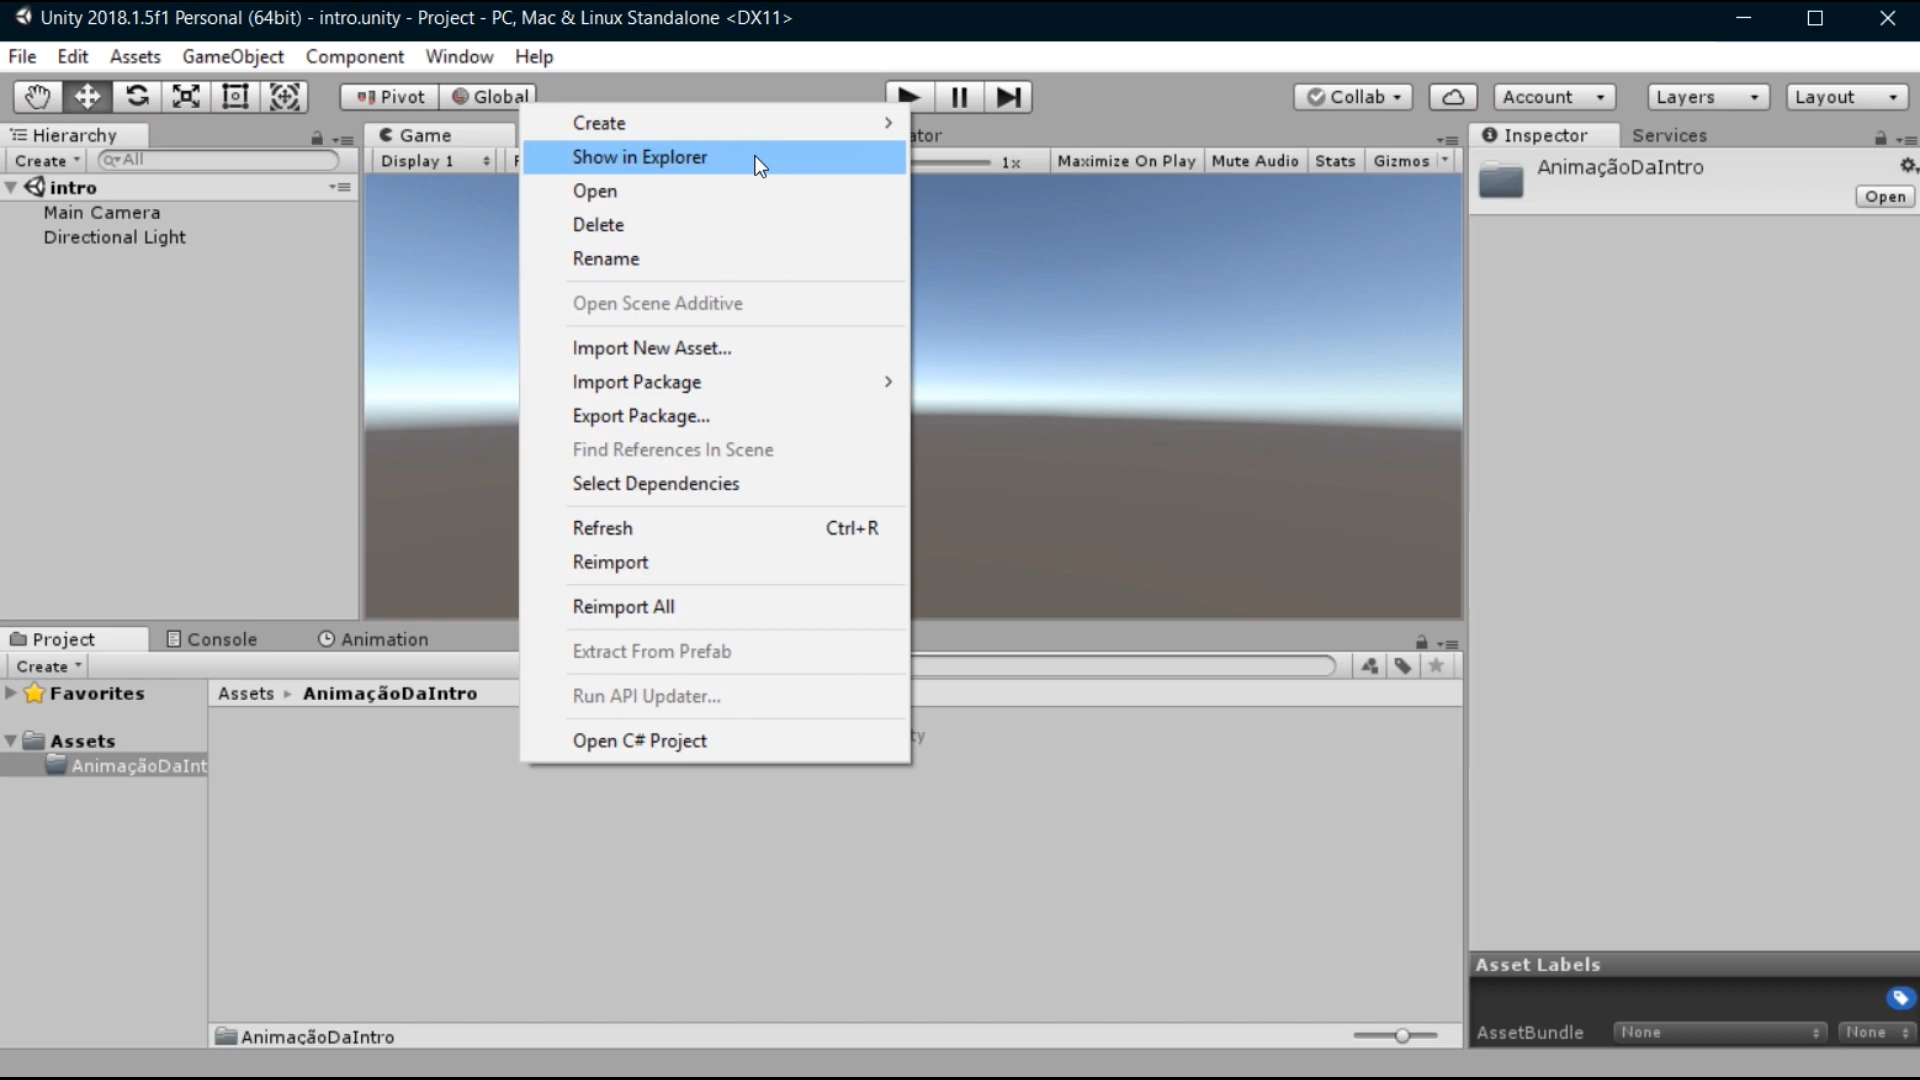 Unity 2018.1.5f1 Personal (64bit) - intro.unity - Project - PC, Mac & Linux Standalone <DX11>
File Edit Assets GameObject Component Window Help
Pivot Global Collab Account Layers Layout
Hierarchy Game ator Inspector Services
Create All Display 1 1x Maximize On Play Mute Audio Stats Gizmos
intro
Main Camera
Directional Light
Create
Show in Explorer
Open
Delete
Rename
Open Scene Additive
Import New Asset...
Import Package
Export Package...
Find References In Scene
Select Dependencies
Refresh Ctrl+R
Reimport
Reimport All
Extract From Prefab
Run API Updater...
Open C# Project
AnimaçãoDaIntro
Open
Project Console Animation
Create
Favorites
Assets AnimaçãoDaIntro
Assets
AnimaçãoDaInt
ty
AnimaçãoDaIntro
Asset Labels
AssetBundle None None